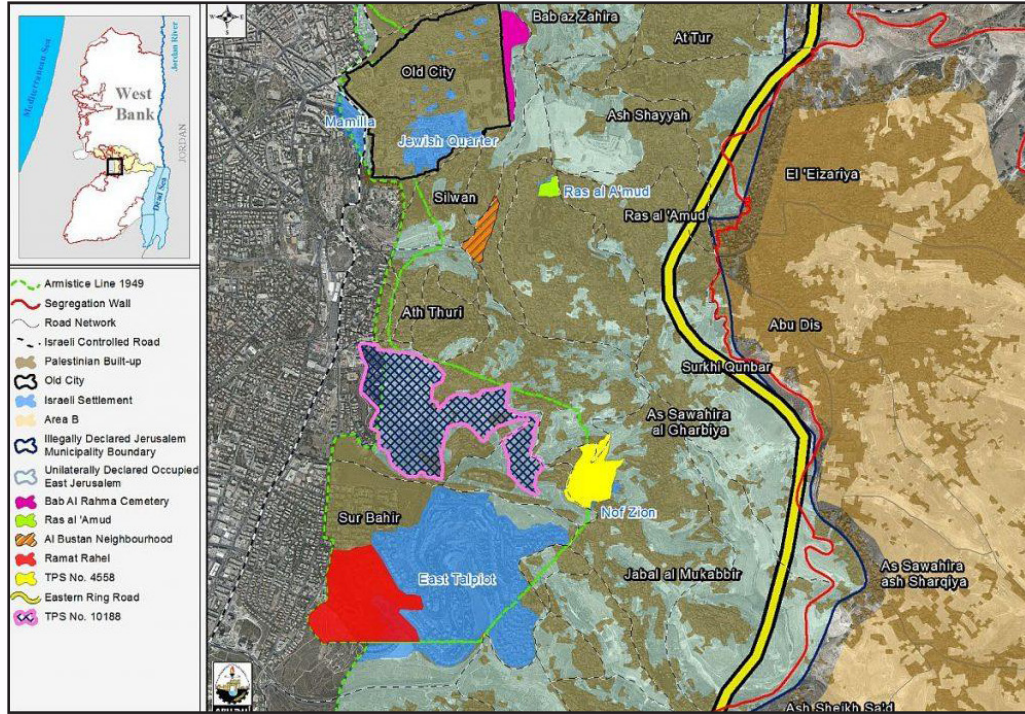 Mediterranean Sea
West
Bank
Jordan River
JORDAN
Dead Sea
Armistice Line 1949
Segregation Wall
Road Network
Israeli Controlled Road
Palestinian Built-up
Old City
Israeli Settlement
Area B
Illegally Declared Jerusalem
Municipality Boundary
Unilaterally Declared Occupied
East Jerusalem
Bab Al Rahma Cemetery
Ras al 'Amud
Al Bustan Neighbourhood
Ramat Rahel
TPS No. 4558
Eastern Ring Road
TPS No. 10188
N
W
E
S
Bab az Zahira
At Tur
Old City
Mamilla
Jewish Quarter
Ash Shayyah
El 'Eizariya
Silwan
Ras al A'mud
Ras al 'Amud
Ath Thuri
Abu Dis
Surkhi Qunbar
As Sawahira
al Gharbiya
Sur Bahir
Nof Zion
East Talpiot
Jabal al Mukabbir
As Sawahira
ash Sharqiya
Ash Sheikh Sa'd